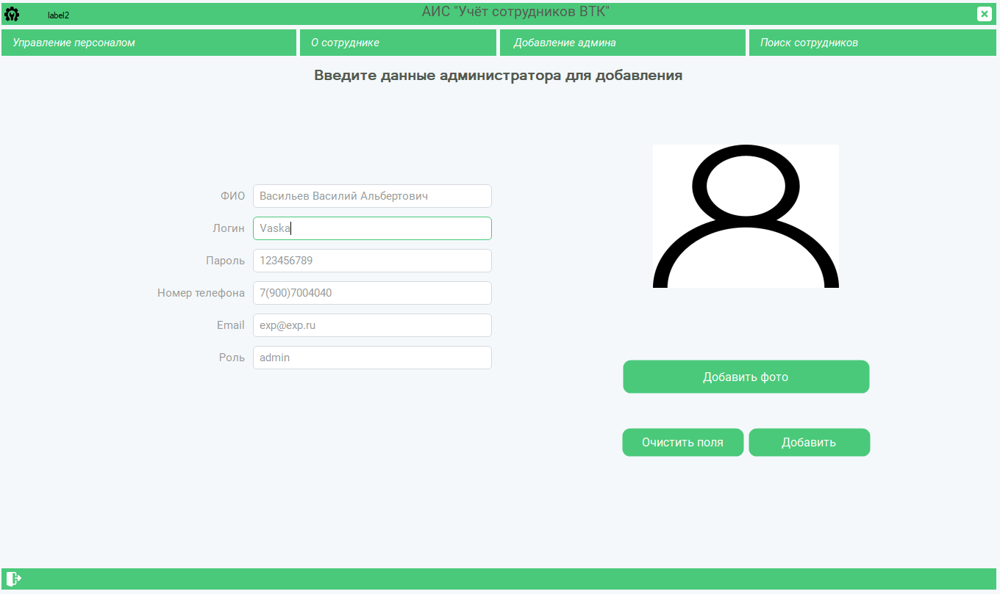 label2
АИС "Учёт сотрудников ВТК"
Управление персоналом
О сотруднике
Добавление админа
Поиск сотрудников
Введите данные администратора для добавления
ФИО Васильев Василий Альбертович
Логин Vaska
Пароль 123456789
Номер телефона 7(900)7004040
Email exp@exp.ru
Роль admin
Добавить фото
Очистить поля
Добавить